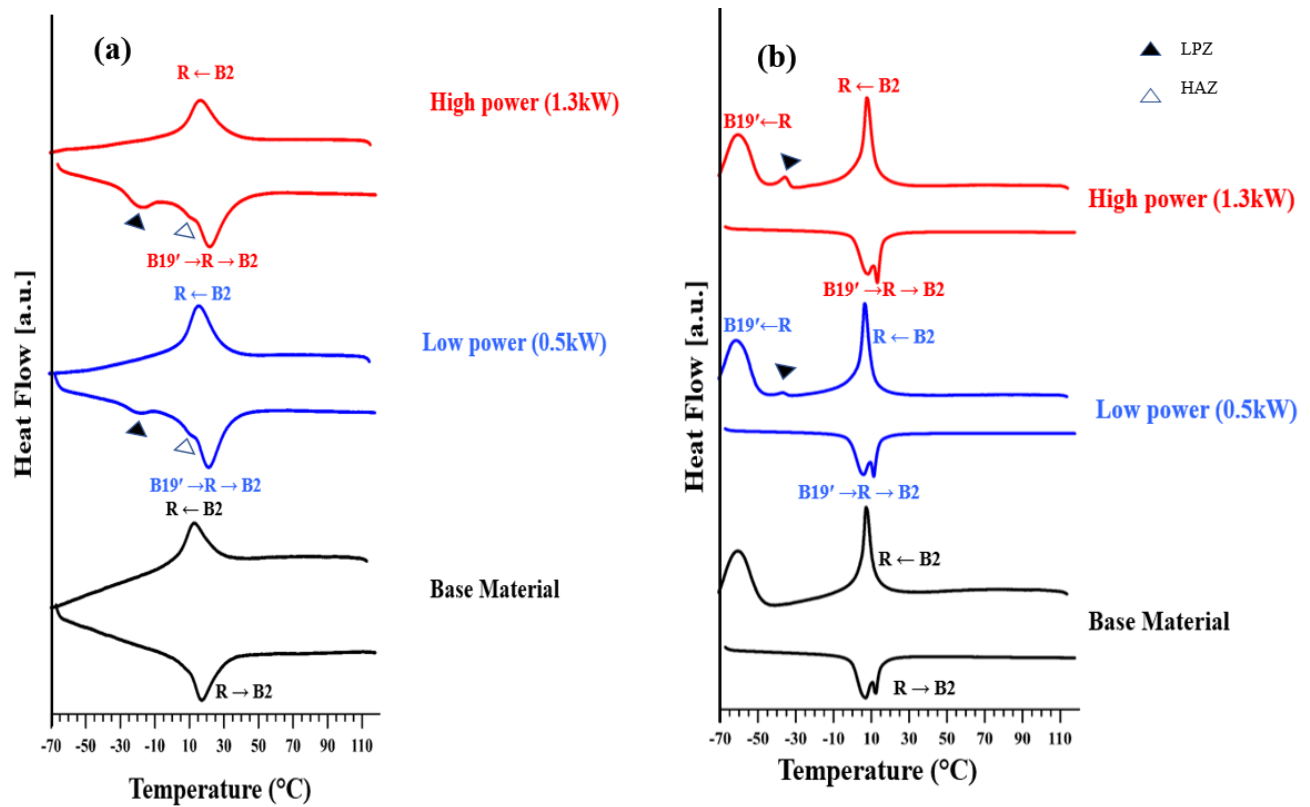 (a)
R ← B2
High power (1.3kW)
B19′ →R → B2
R ← B2
Low power (0.5kW)
B19′ →R → B2
R ← B2
Base Material
R → B2
Heat Flow [a.u.]
-70 -50 -30 -10 10 30 50 70 90 110
Temperature (°C)
(b)
LPZ
HAZ
R ← B2
B19′←R
High power (1.3kW)
B19′ →R → B2
B19′←R
R ← B2
Low power (0.5kW)
B19′ →R → B2
R ← B2
Base Material
R → B2
Heat Flow [a.u.]
-70 -50 -30 -10 10 30 50 70 90 110
Temperature (°C)